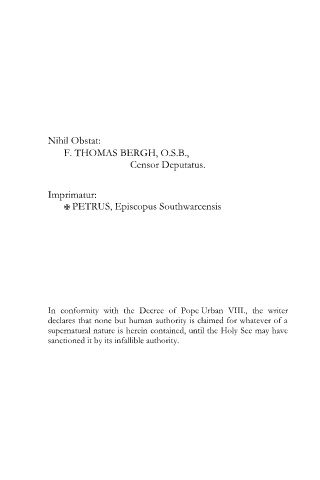 Nihil Obstat:
F. THOMAS BERGH, O.S.B.,
Censor Deputatus.
Imprimatur:
✠ PETRUS, Episcopus Southwarcensis
In conformity with the Decree of Pope Urban VIII., the writer
declares that none but human authority is claimed for whatever of a
supernatural nature is herein contained, until the Holy See may have
sanctioned it by its infallible authority.